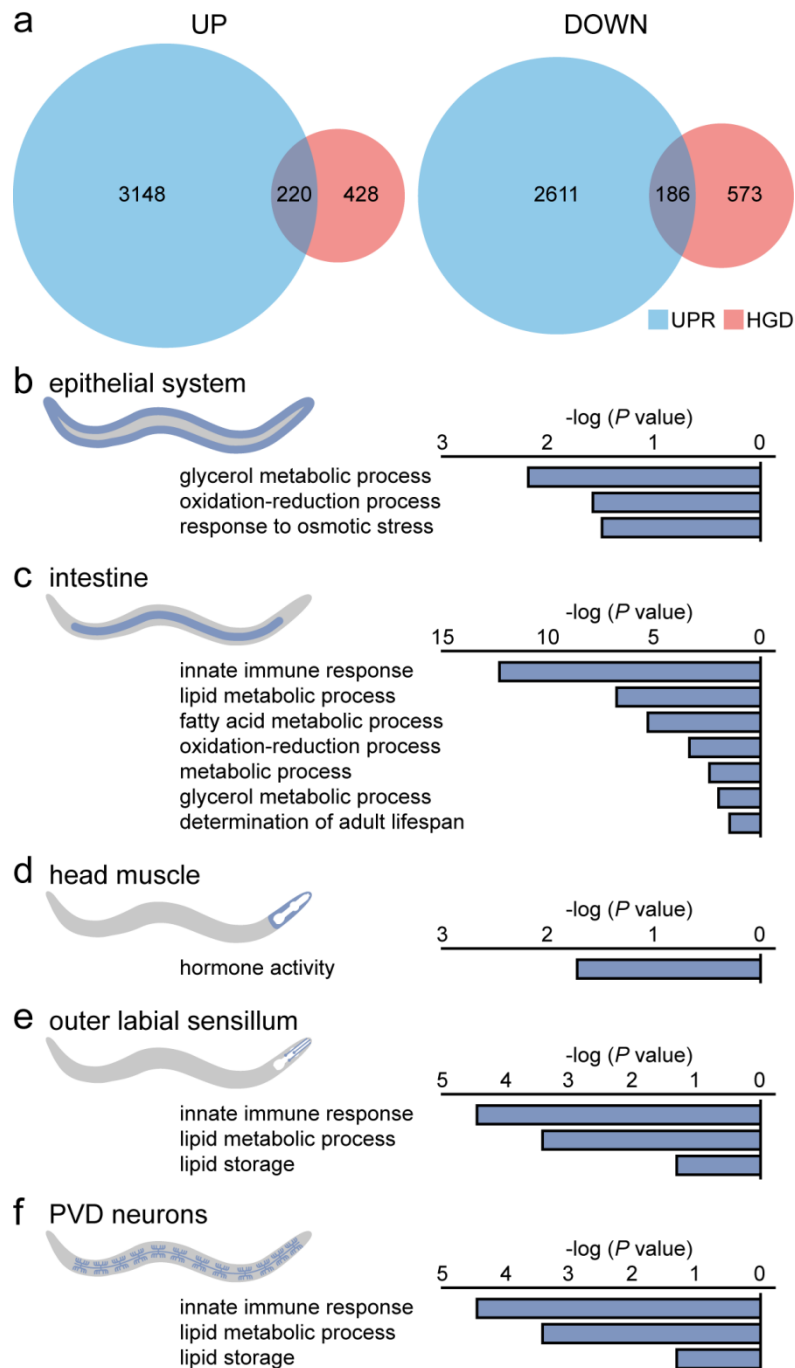 a
UP DOWN
3148 220 428 2611 186 573
UPR HGD
b epithelial system
-log (P value)
3 2 1 0
glycerol metabolic process
oxidation-reduction process
response to osmotic stress
c intestine
-log (P value)
15 10 5 0
innate immune response
lipid metabolic process
fatty acid metabolic process
oxidation-reduction process
metabolic process
glycerol metabolic process
determination of adult lifespan
d head muscle
-log (P value)
3 2 1 0
hormone activity
e outer labial sensillum
-log (P value)
5 4 3 2 1 0
innate immune response
lipid metabolic process
lipid storage
f PVD neurons
-log (P value)
5 4 3 2 1 0
innate immune response
lipid metabolic process
lipid storage